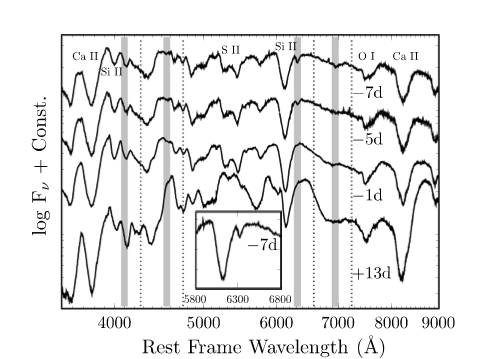 Ca II
Si II
S II
Si II
O I
Ca II
−7d
−5d
−1d
+13d
−7d
5800 6300 6800
4000 5000 6000 7000 8000 9000
Rest Frame Wavelength (Å)
log Fν + Const.